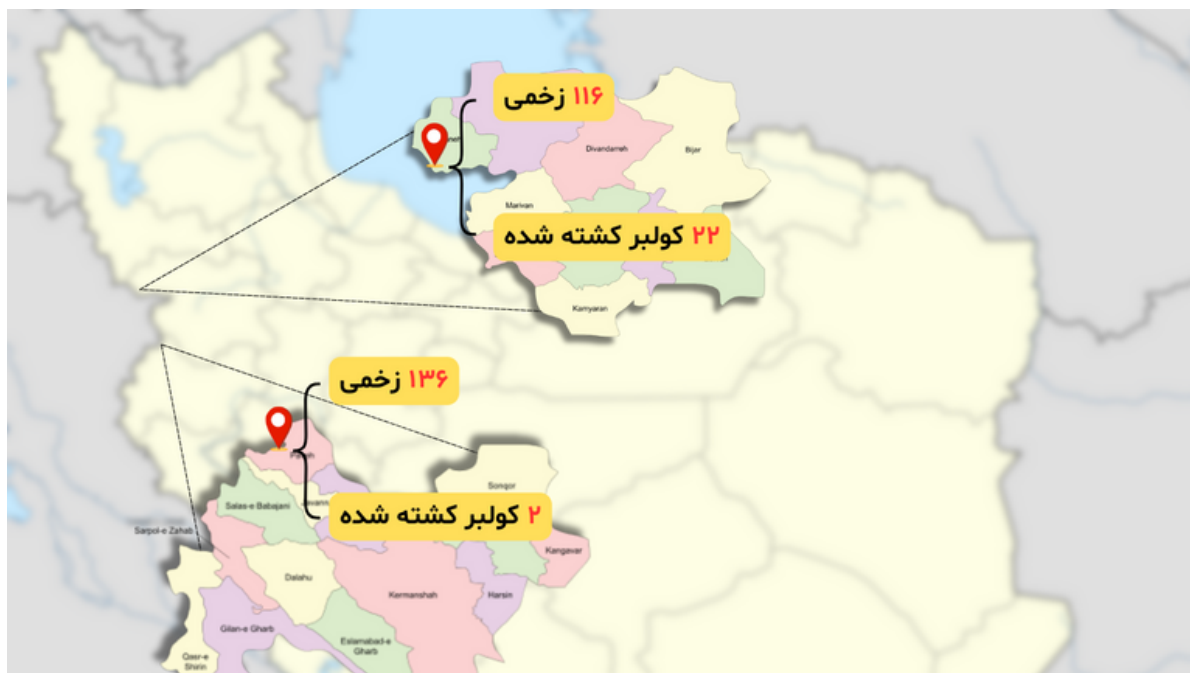 ۱۱۶ زخمی
Divandarreh
Bijar
Marivan
۲۲ کولبر کشته شده
Kamyaran
۱۳۶ زخمی
Songor
Salas-e Babajani
۲ کولبر کشته شده
Sarpol-e Zahab
Kangavar
Dalahu
Kermanshah
Harsin
Gilan-e Gharb
Eslamabad-e
Gharb
Qasr-e
Shirin